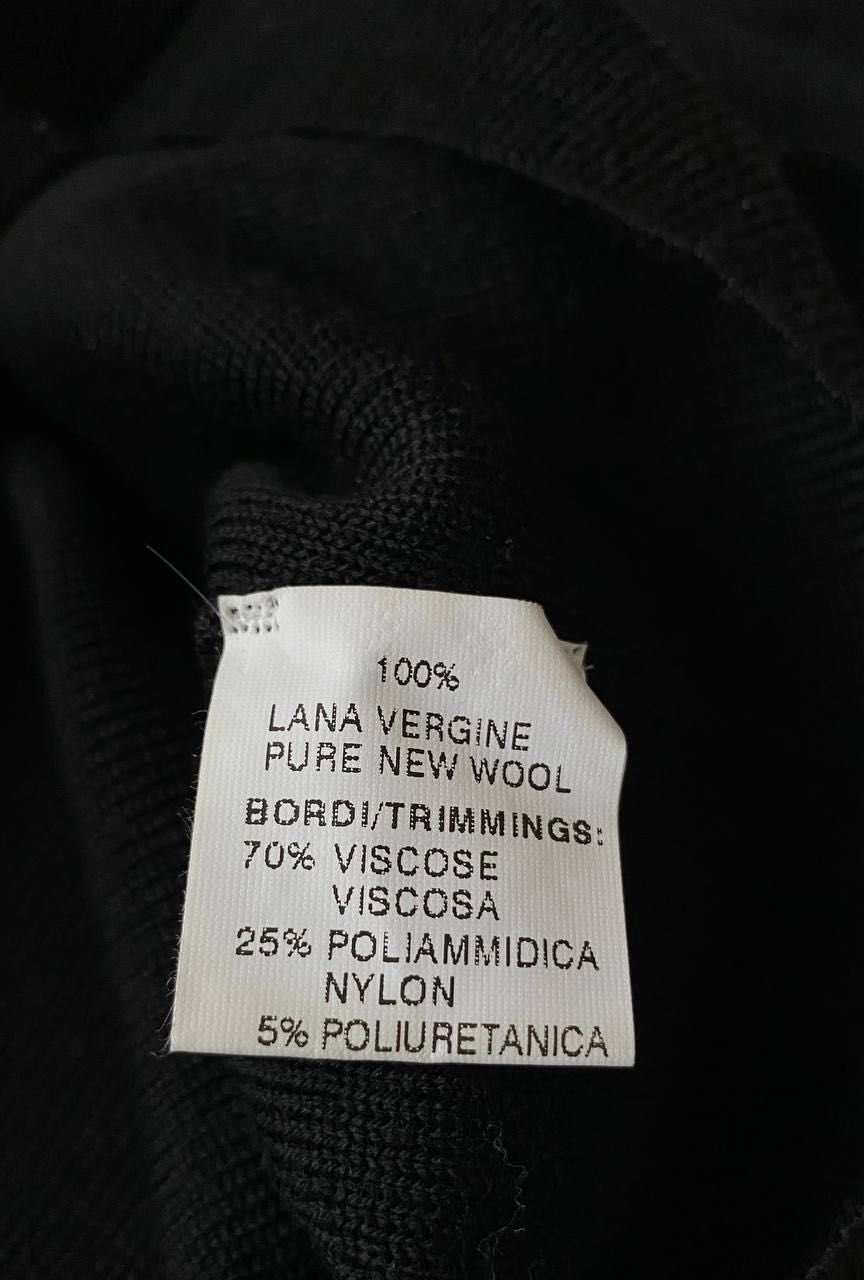 100%
LANA VERGINE
PURE NEW WOOL
BORDI/TRIMMINGS:
70% VISCOSE
VISCOSA
25% POLIAMMIDICA
NYLON
5% POLIURETANICA